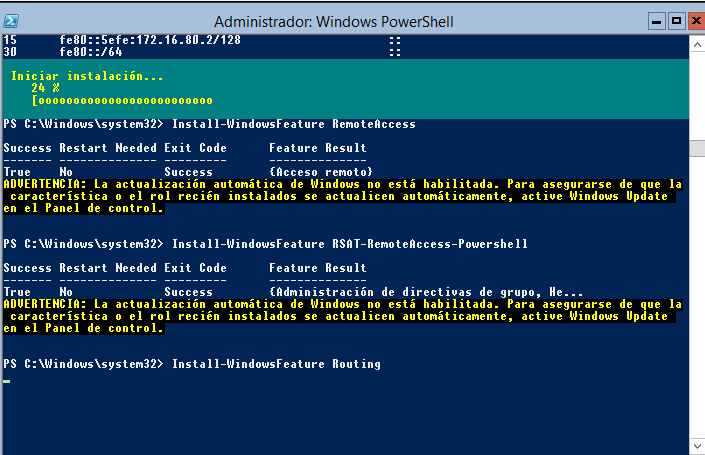 Administrador: Windows PowerShell
15 fe80::5efe:172.16.80.2/128 ::
30 fe80::/64 ::
Iniciar instalación...
24 %
[ooooooooooooooooooooooooo
PS C:\Windows\system32> Install-WindowsFeature RemoteAccess
Success Restart Needed Exit Code Feature Result
------- -------------- --------- --------------
True No Success {Acceso remoto}
ADVERTENCIA: La actualización automática de Windows no está habilitada. Para asegurarse de que la
característica o el rol recién instalados se actualicen automáticamente, active Windows Update
en el Panel de control.
PS C:\Windows\system32> Install-WindowsFeature RSAT-RemoteAccess-Powershell
Success Restart Needed Exit Code Feature Result
------- -------------- --------- --------------
True No Success {Administración de directivas de grupo, He...
ADVERTENCIA: La actualización automática de Windows no está habilitada. Para asegurarse de que la
característica o el rol recién instalados se actualicen automáticamente, active Windows Update
en el Panel de control.
PS C:\Windows\system32> Install-WindowsFeature Routing